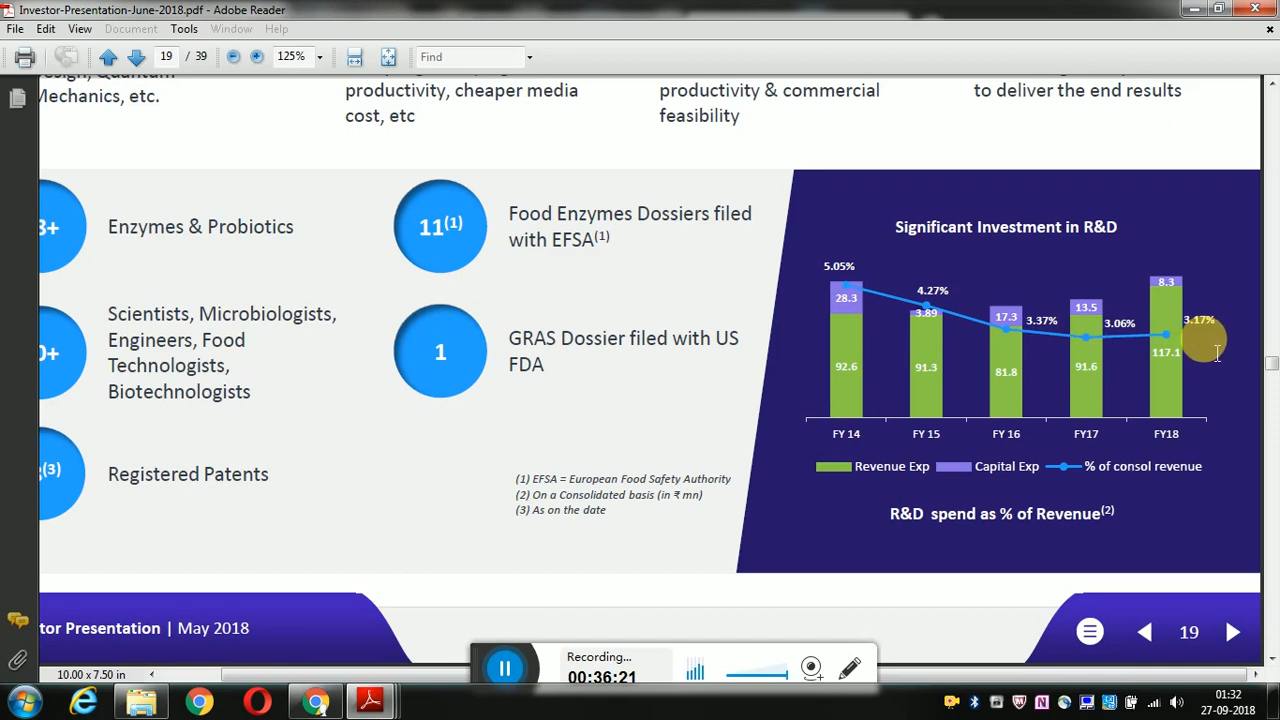 Investor-Presentation-June-2018.pdf - Adobe Reader
File Edit View Document Tools Window Help
19 / 39 125% Find
Mechanics, etc.
productivity, cheaper media
cost, etc
productivity & commercial
feasibility
to deliver the end results
3+
Enzymes & Probiotics
11(1)
Food Enzymes Dossiers filed
with EFSA(1)
0+
Scientists, Microbiologists,
Engineers, Food
Technologists,
Biotechnologists
1
GRAS Dossier filed with US
FDA
(3)
Registered Patents
(1) EFSA = European Food Safety Authority
(2) On a Consolidated basis (in ₹ mn)
(3) As on the date
Significant Investment in R&D
5.05% 4.27% 3.37% 3.06% 3.17%
28.3 3.89 17.3 13.5 8.3
92.6 91.3 81.8 91.6 117.1
FY 14 FY 15 FY 16 FY17 FY18
Revenue Exp Capital Exp % of consol revenue
R&D spend as % of Revenue(2)
tor Presentation | May 2018
19
10.00 x 7.50 in
Recording...
00:36:21
01:32
27-09-2018